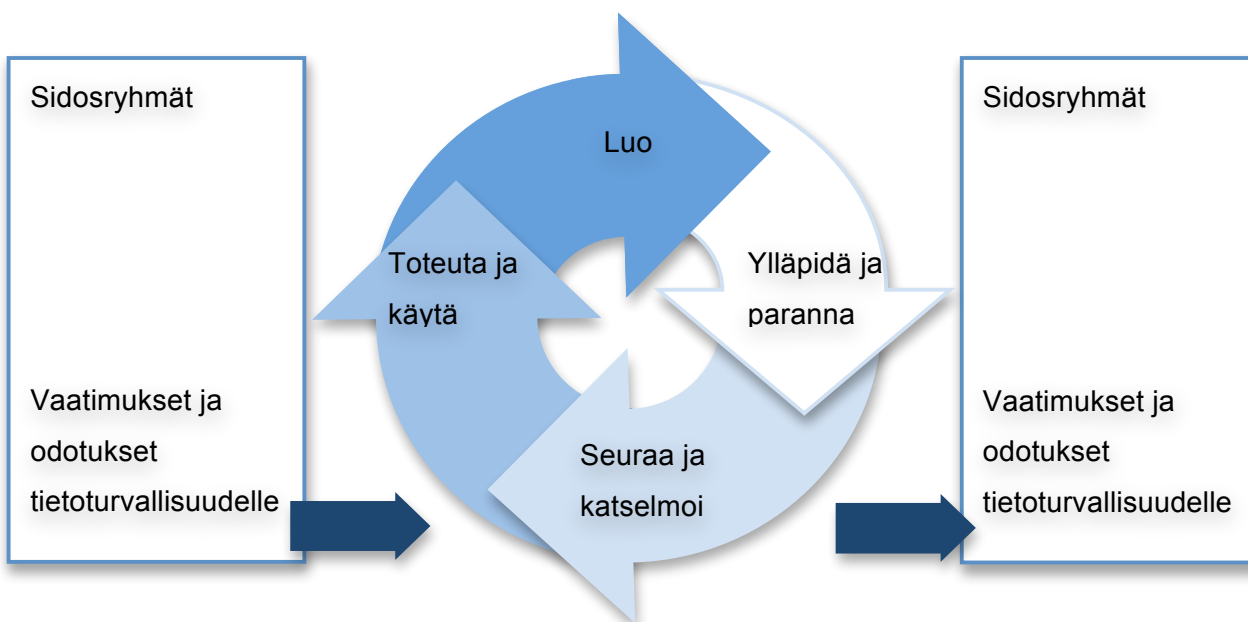 Sidosryhmät
Vaatimukset ja
odotukset
tietoturvallisuudelle
Luo
Toteuta ja
käytä
Ylläpidä ja
paranna
Seuraa ja
katselmoi
Sidosryhmät
Vaatimukset ja
odotukset
tietoturvallisuudelle